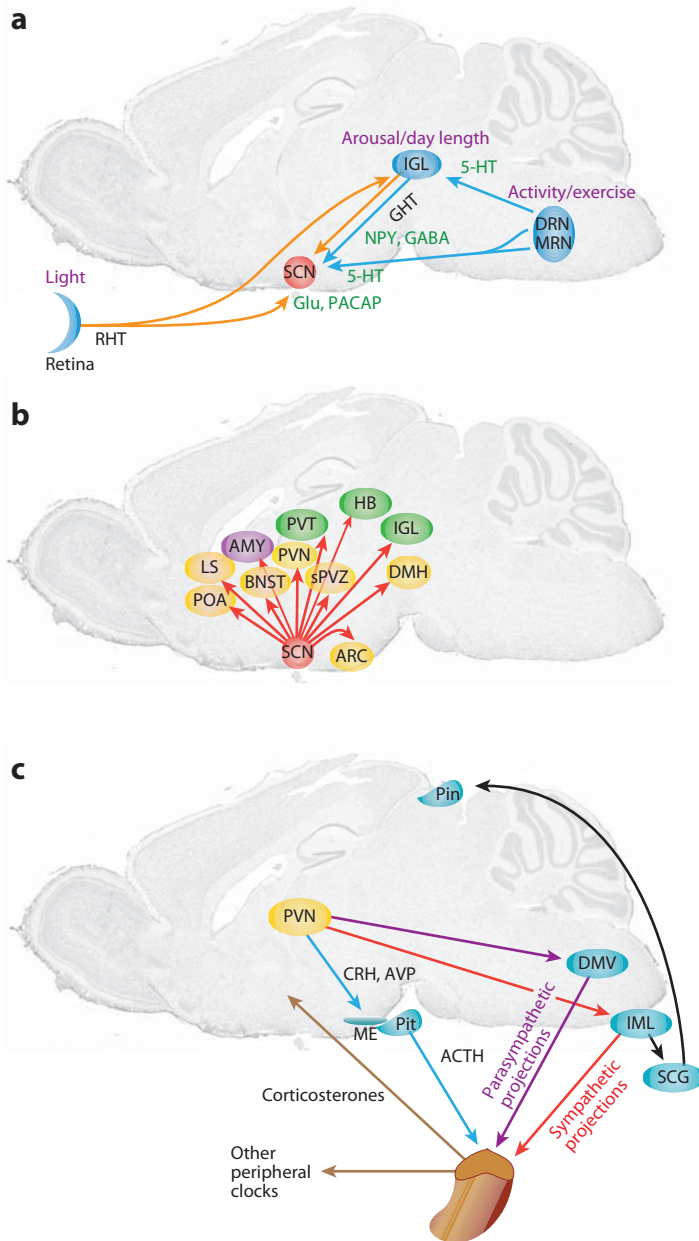 a
Arousal/day length
IGL
5-HT
Activity/exercise
GHT
DRN
MRN
NPY, GABA
SCN
5-HT
Light
Glu, PACAP
RHT
Retina
b
HB
PVT
IGL
AMY
PVN
LS
BNST
sPVZ
DMH
POA
SCN
ARC
c
Pin
PVN
DMV
CRH, AVP
ME
Pit
IML
ACTH
Parasympathetic
projections
SCG
Corticosterones
Sympathetic
projections
Other
peripheral
clocks